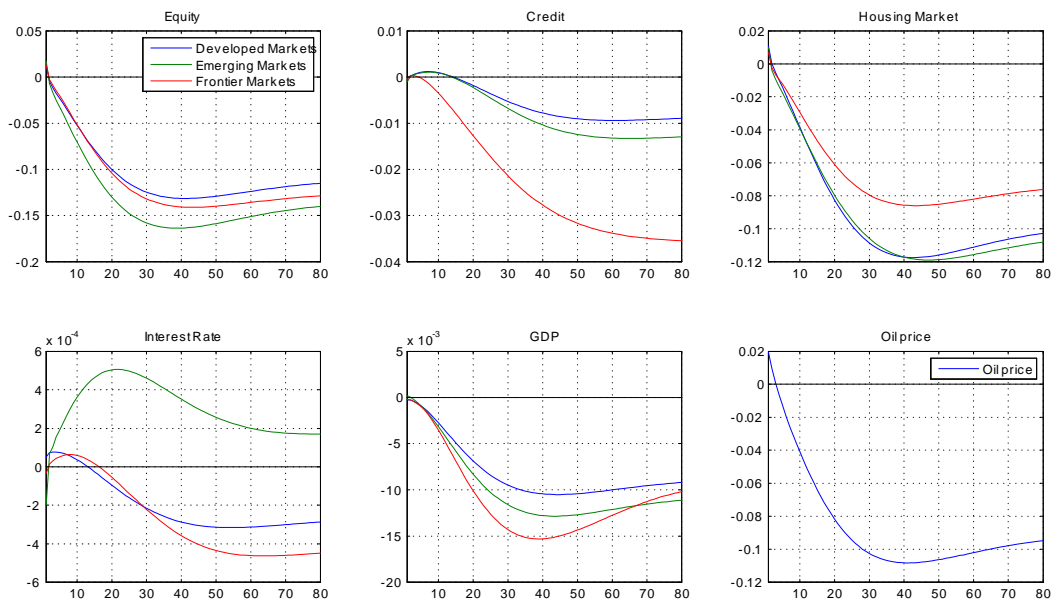 Equity
0.05
0
-0.05
-0.1
-0.15
-0.2
10 20 30 40 50 60 70 80
Developed Markets
Emerging Markets
Frontier Markets
Credit
0.01
0
-0.01
-0.02
-0.03
-0.04
10 20 30 40 50 60 70 80
Housing Market
0.02
0
-0.02
-0.04
-0.06
-0.08
-0.1
-0.12
10 20 30 40 50 60 70 80
Interest Rate
x 10^-4
6
4
2
0
-2
-4
-6
10 20 30 40 50 60 70 80
GDP
x 10^-3
5
0
-5
-10
-15
-20
10 20 30 40 50 60 70 80
Oil price
0.02
0
-0.02
-0.04
-0.06
-0.08
-0.1
-0.12
10 20 30 40 50 60 70 80
Oil price